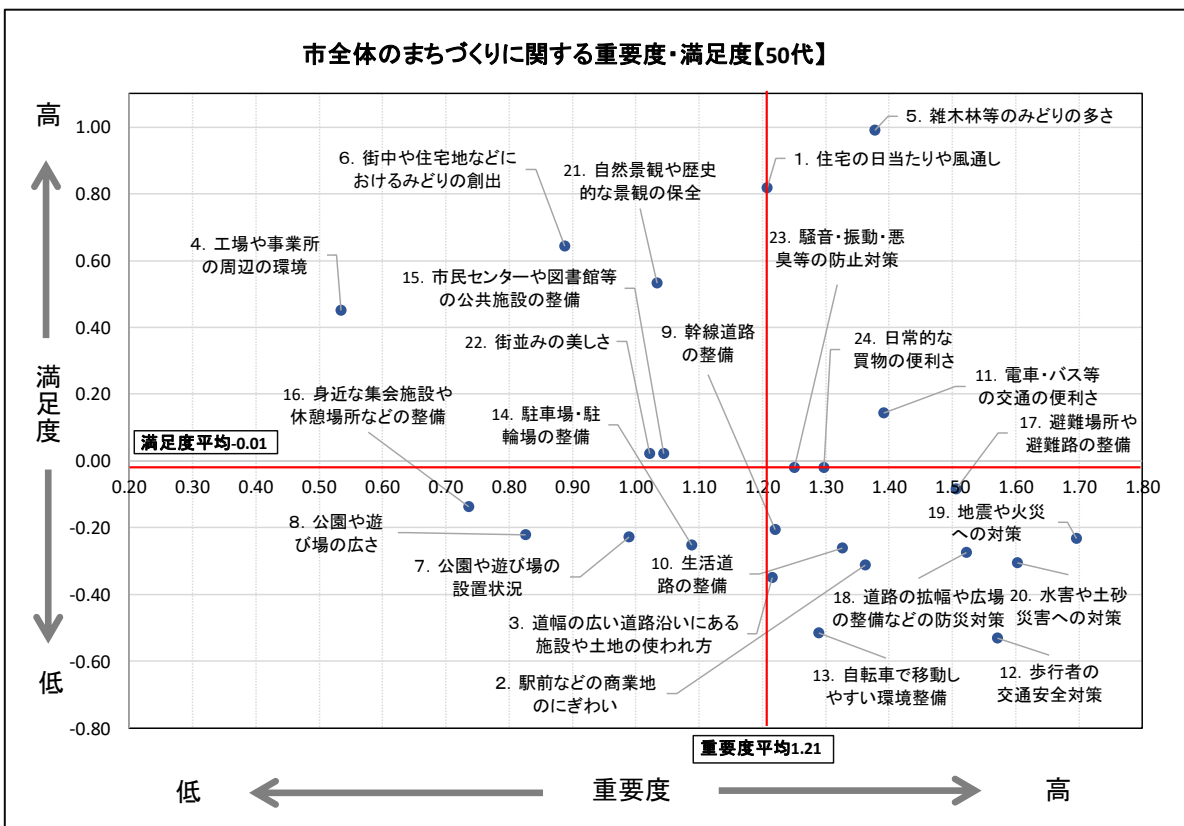 市全体のまちづくりに関する重要度・満足度【50代】
高
満足度
低
1.00
0.80
0.60
0.40
0.20
0.00
-0.20
-0.40
-0.60
-0.80
0.20
0.30
0.40
0.50
0.60
0.70
0.80
0.90
1.00
1.10
1.20
1.30
1.40
1.50
1.60
1.70
1.80
5. 雑木林等のみどりの多さ
1. 住宅の日当たりや風通し
6. 街中や住宅地などに
おけるみどりの創出
21. 自然景観や歴史
的な景観の保全
4. 工場や事業所
の周辺の環境
23. 騒音・振動・悪
臭等の防止対策
15. 市民センターや図書館等
の公共施設の整備
9. 幹線道路
の整備
22. 街並みの美しさ
24. 日常的な
買物の便利さ
11. 電車・バス等
の交通の便利さ
16. 身近な集会施設や
休憩場所などの整備
14. 駐車場・駐
輪場の整備
17. 避難場所や
避難路の整備
満足度平均-0.01
8. 公園や遊
び場の広さ
7. 公園や遊び場の
設置状況
10. 生活道
路の整備
19. 地震や火災
への対策
18. 道路の拡幅や広場
の整備などの防災対策
20. 水害や土砂
災害への対策
3. 道幅の広い道路沿いにある
施設や土地の使われ方
2. 駅前などの商業地
のにぎわい
13. 自転車で移動し
やすい環境整備
12. 歩行者の
交通安全対策
重要度平均1.21
低
重要度
高